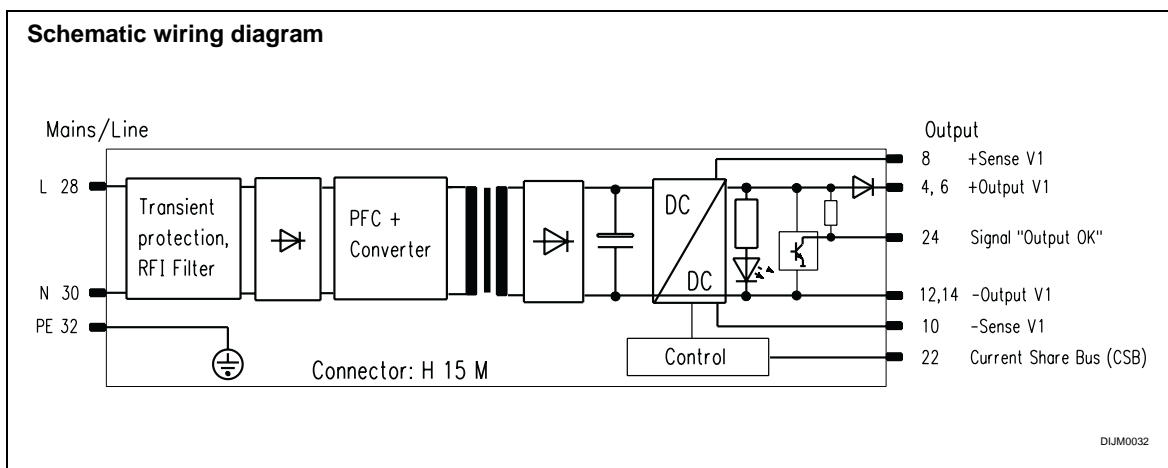 Schematic wiring diagram
Mains/Line
Output
L 28
N 30
PE 32
Transient
protection,
RFI Filter
PFC +
Converter
DC
DC
Control
Connector: H 15 M
8 +Sense V1
4, 6 +Output V1
24 Signal "Output OK"
12,14 -Output V1
10 -Sense V1
22 Current Share Bus (CSB)
DIJM0032